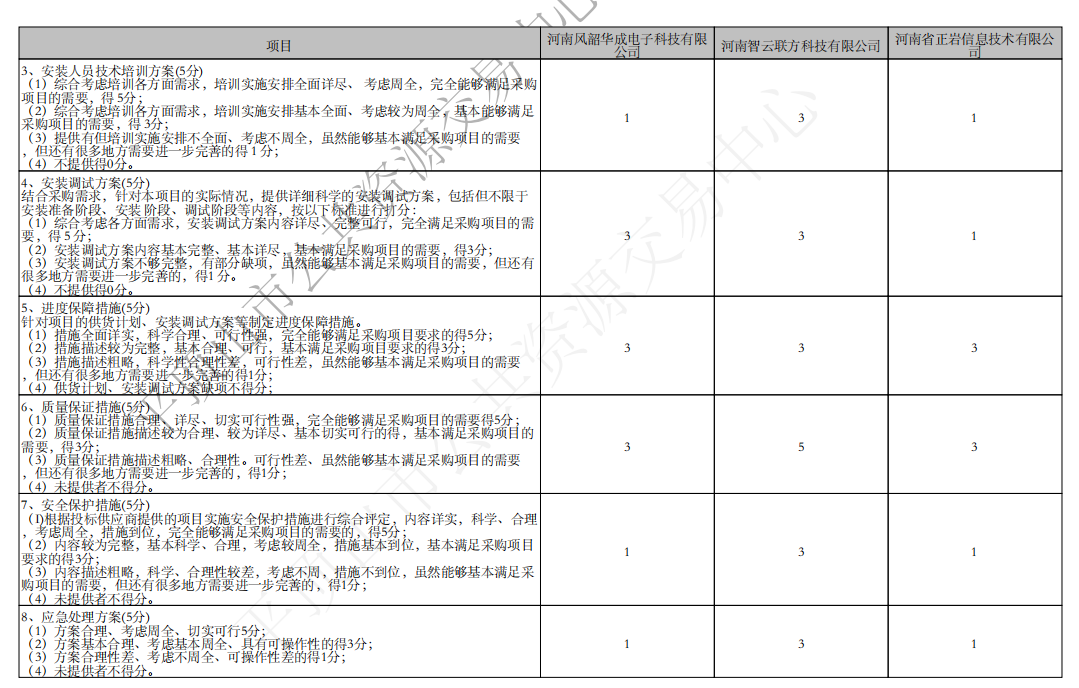 项目
河南风韶华成电子科技有限
公司
河南智云联方科技有限公司
河南省正岩信息技术有限公
司
3、安装人员技术培训方案(5分)
（1）综合考虑培训各方面需求，培训实施安排全面详尽、 考虑周全，完全能够满足采购
项目的需要，得 5分；
（2）综合考虑培训各方面需求，培训实施安排基本全面、考虑较为周全，基本能够满足
采购项目的需要，得 3分；
（3）提供有但培训实施安排不全面、考虑不周全，虽然能够基本满足采购项目的需要
，但还有很多地方需要进一步完善的得 1 分；
（4）不提供得0分。
1
3
1
4、安装调试方案(5分)
结合采购需求，针对本项目的实际情况，提供详细科学的安装调试方案，包括但不限于
安装准备阶段、安装 阶段、调试阶段等内容，按以下标准进行打分：
（1）综合考虑各方面需求，安装调试方案内容详尽、完整可行，完全满足采购项目的需
要，得 5 分；
（2）安装调试方案内容基本完整、基本详尽，基本满足采购项目的需要，得3分；
（3）安装调试方案不够完整，有部分缺项，虽然能够基本满足采购项目的需要，但还有
很多地方需要进一步完善的，得1 分。
（4）不提供得0分。
3
3
1
5、进度保障措施(5分)
针对项目的供货计划、安装调试方案等制定进度保障措施。
（1）措施全面详实，科学合理、可行性强，完全能够满足采购项目要求的得5分；
（2）措施描述较为完整，基本合理、可行，基本满足采购项目要求的得3分；
（3）措施描述粗略，科学性合理性差，可行性差，虽然能够基本满足采购项目的需要
，但还有很多地方需要进一步完善的得1分；
（4）供货计划、安装调试方案缺项不得分；
3
3
3
6、质量保证措施(5分)
（1）质量保证措施合理、详尽、切实可行性强，完全能够满足采购项目的需要得5分；
（2）质量保证措施描述较为合理、较为详尽、基本切实可行的得，基本满足采购项目的
需要，得3分；
（3）质量保证措施描述粗略、合理性。可行性差、虽然能够基本满足采购项目的需要
，但还有很多地方需要进一步完善的，得1分；
（4）未提供者不得分。
3
5
3
7、安全保护措施(5分)
（I)根据投标供应商提供的项目实施安全保护措施进行综合评定，内容详实，科学、合理
，考虑周全，措施到位，完全能够满足采购项目需要的，得5分；
（2）内容较为完整，基本科学、合理，考虑较周全，措施基本到位，基本满足采购项目
要求的得3分；
（3）内容描述粗略，科学、合理性较差，考虑不周，措施不到位，虽然能够基本满足采
购项目的需要，但还有很多地方需要进一步完善的，得1分；
（4）未提供者不得分。
1
3
1
8、应急处理方案(5分)
（1）方案合理、考虑周全、切实可行5分；
（2）方案基本合理、考虑基本周全、具有可操作性的得3分；
（3）方案合理性差、考虑不周全、可操作性差的得1分；
（4）未提供者不得分。
1
3
1
平顶山市公共资源交易中心
平顶山市公共资源交易中心